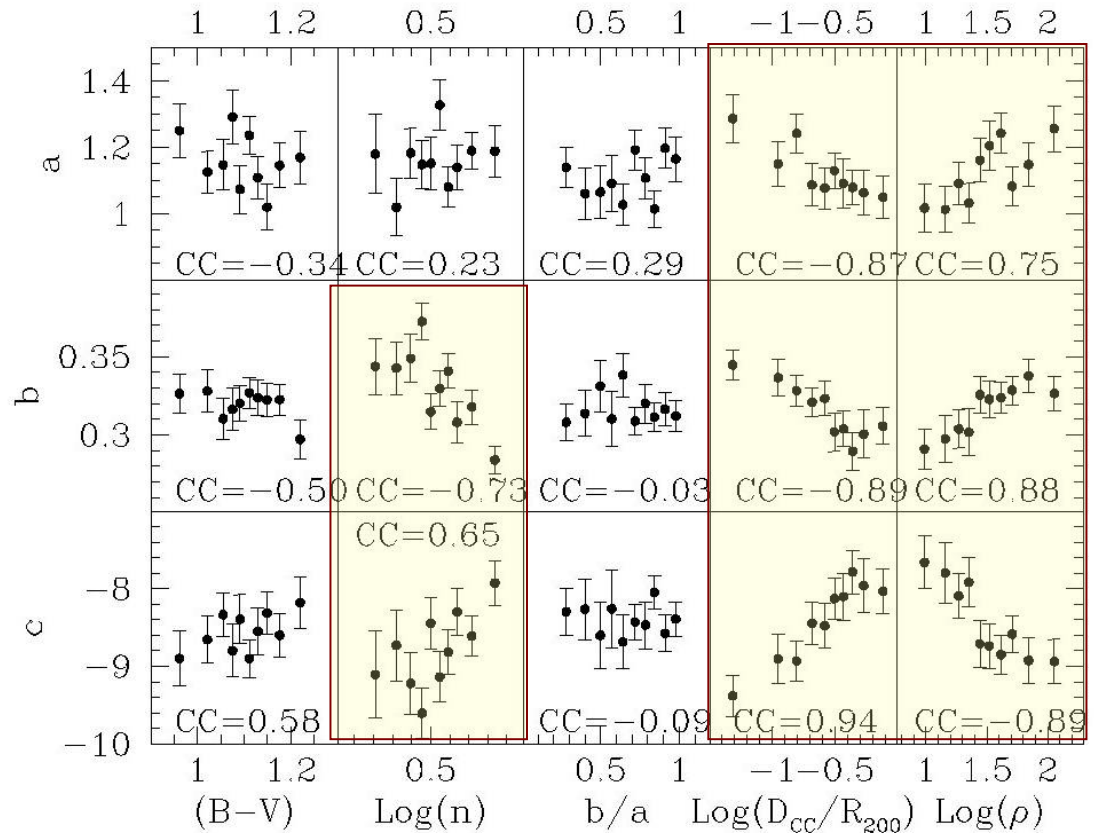 1 1.2 0.5 0.5 1 −1−0.5 1 1.5 2
1.4
1.2
1
a
CC=−0.34 CC=0.23 CC=0.29 CC=−0.87 CC=0.75
0.35
0.3
b
CC=−0.50 CC=−0.73 CC=−0.03 CC=−0.89 CC=0.88
CC=0.65
−8
−9
−10
c
CC=0.58 CC=−0.09 CC=0.94 CC=−0.89
1 1.2 0.5 0.5 1 −1−0.5 1 1.5 2
(B−V) Log(n) b/a Log(D_CC/R_200) Log(ρ)